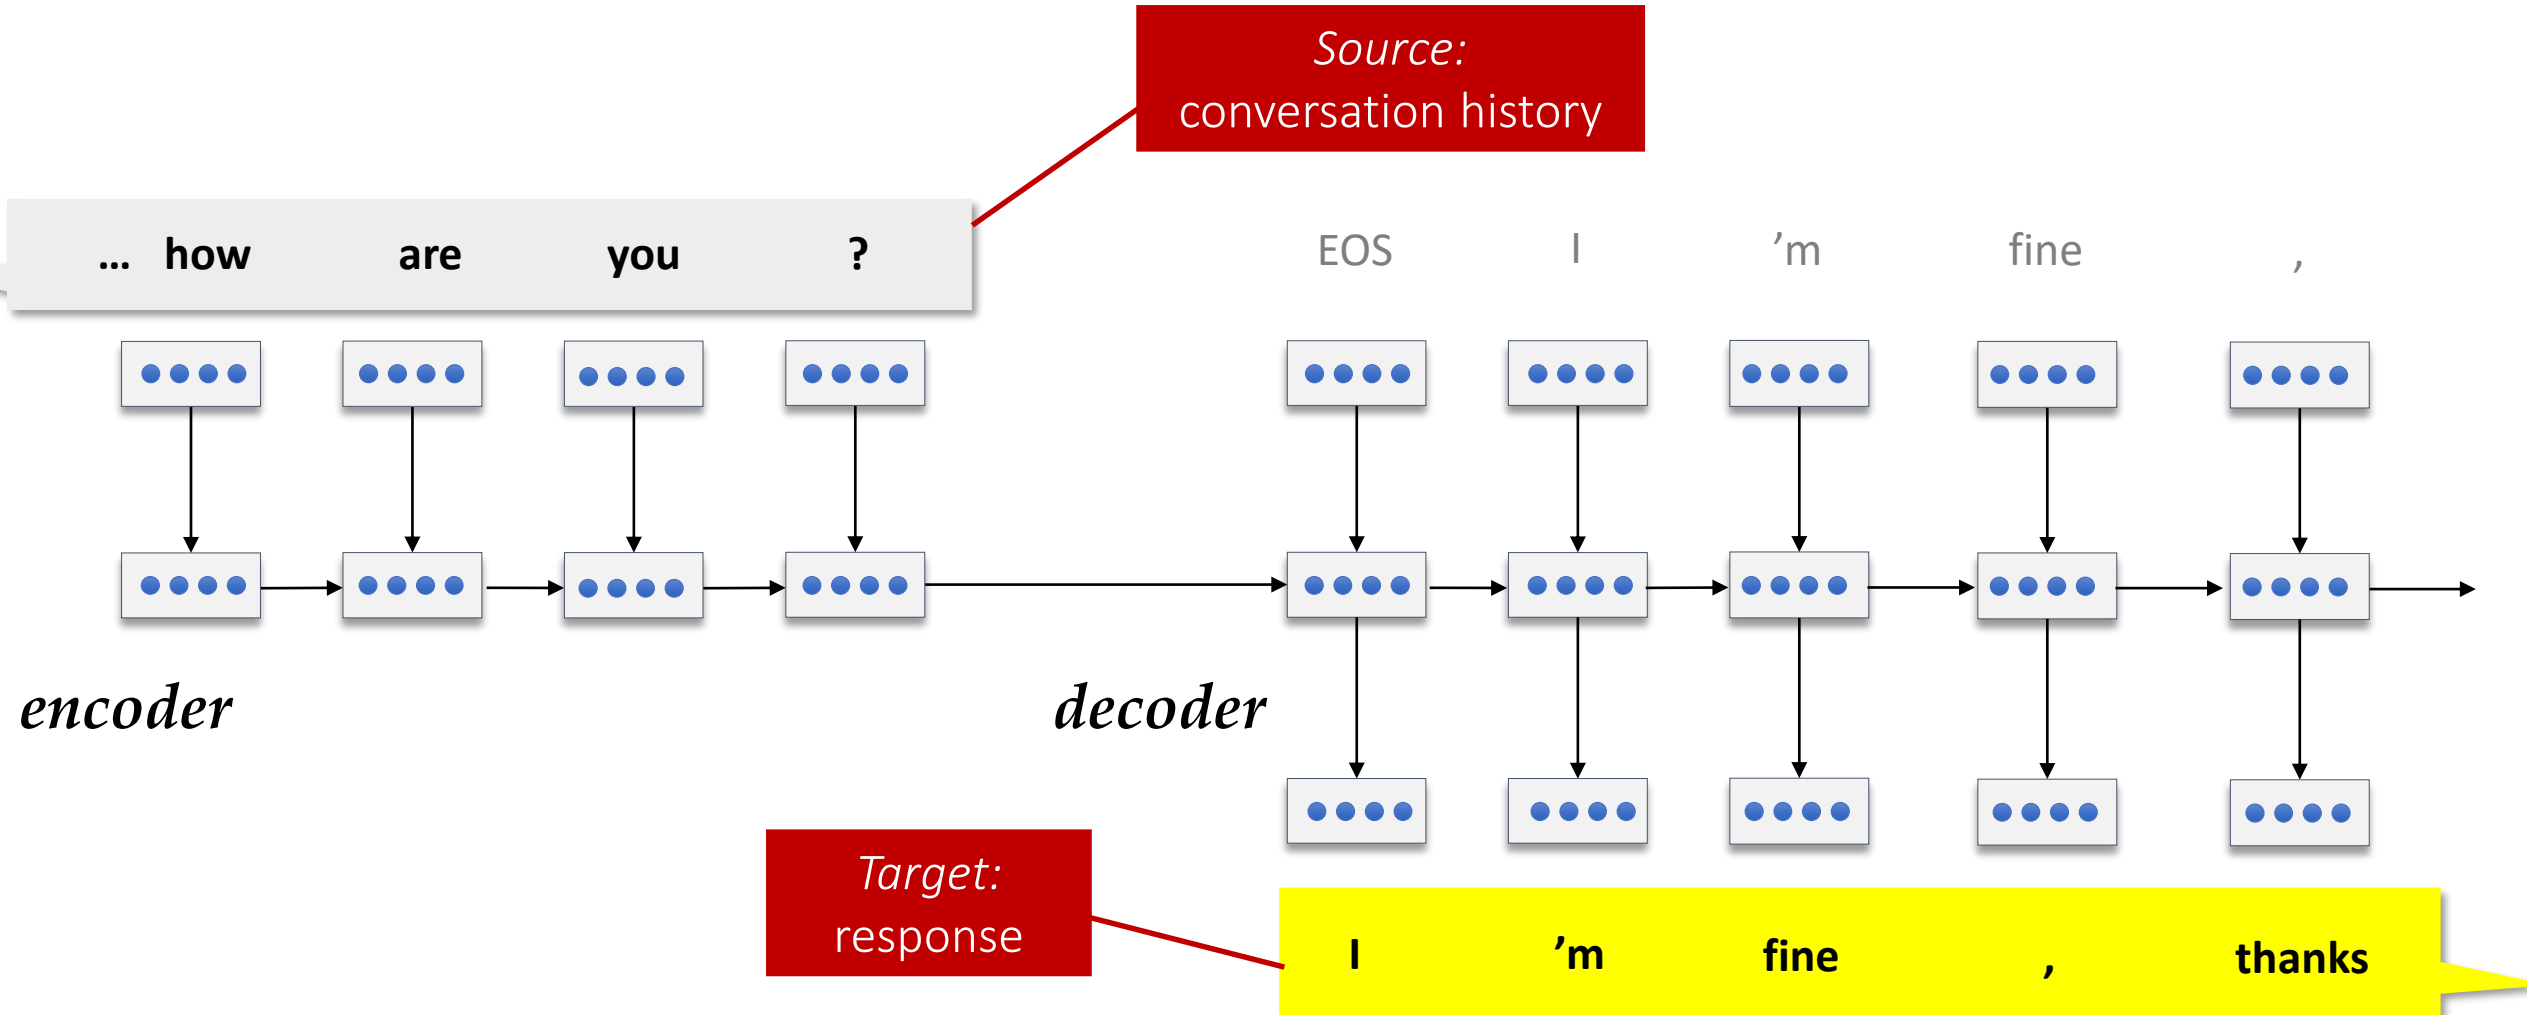 Source:
conversation history
... how are you ?
EOS I ’m fine ,
encoder
decoder
Target:
response
I ’m fine , thanks